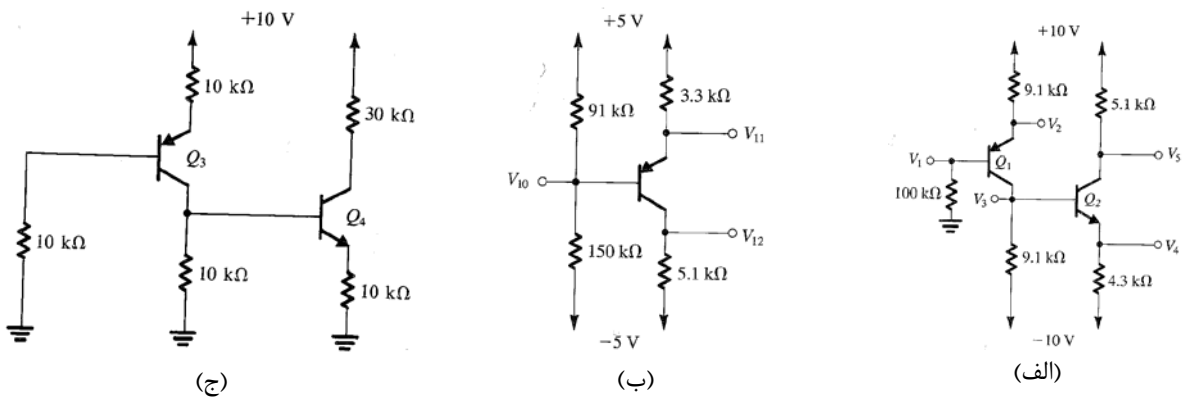 +10 V
10 kΩ
30 kΩ
Q3
Q4
10 kΩ
10 kΩ
10 kΩ
(ج)
+5 V
91 kΩ
3.3 kΩ
V11
V10
V12
150 kΩ
5.1 kΩ
−5 V
(ب)
+10 V
9.1 kΩ
5.1 kΩ
V2
V1
Q1
V5
100 kΩ
V3
Q2
V4
9.1 kΩ
4.3 kΩ
−10 V
(الف)